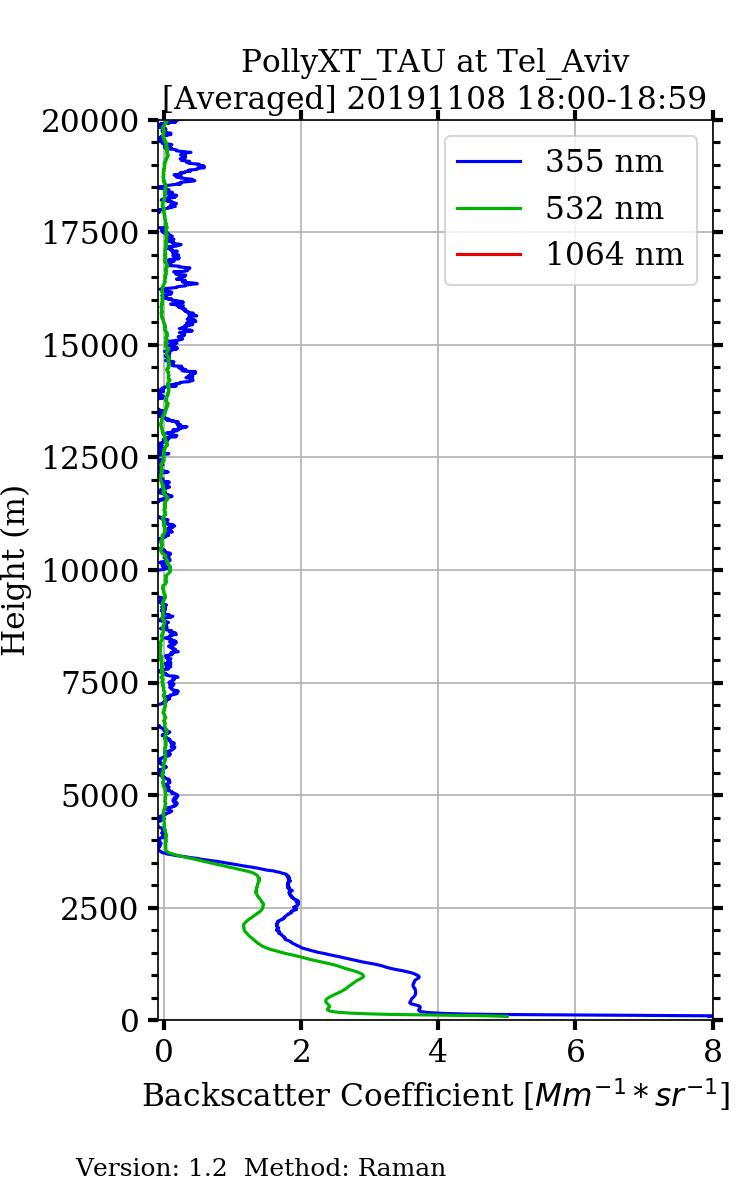 PollyXT_TAU at Tel_Aviv
[Averaged] 20191108 18:00-18:59
355 nm
532 nm
1064 nm
20000
17500
15000
12500
10000
7500
5000
2500
0
Height (m)
0 2 4 6 8
Backscatter Coefficient [Mm⁻¹ * sr⁻¹]
Version: 1.2 Method: Raman